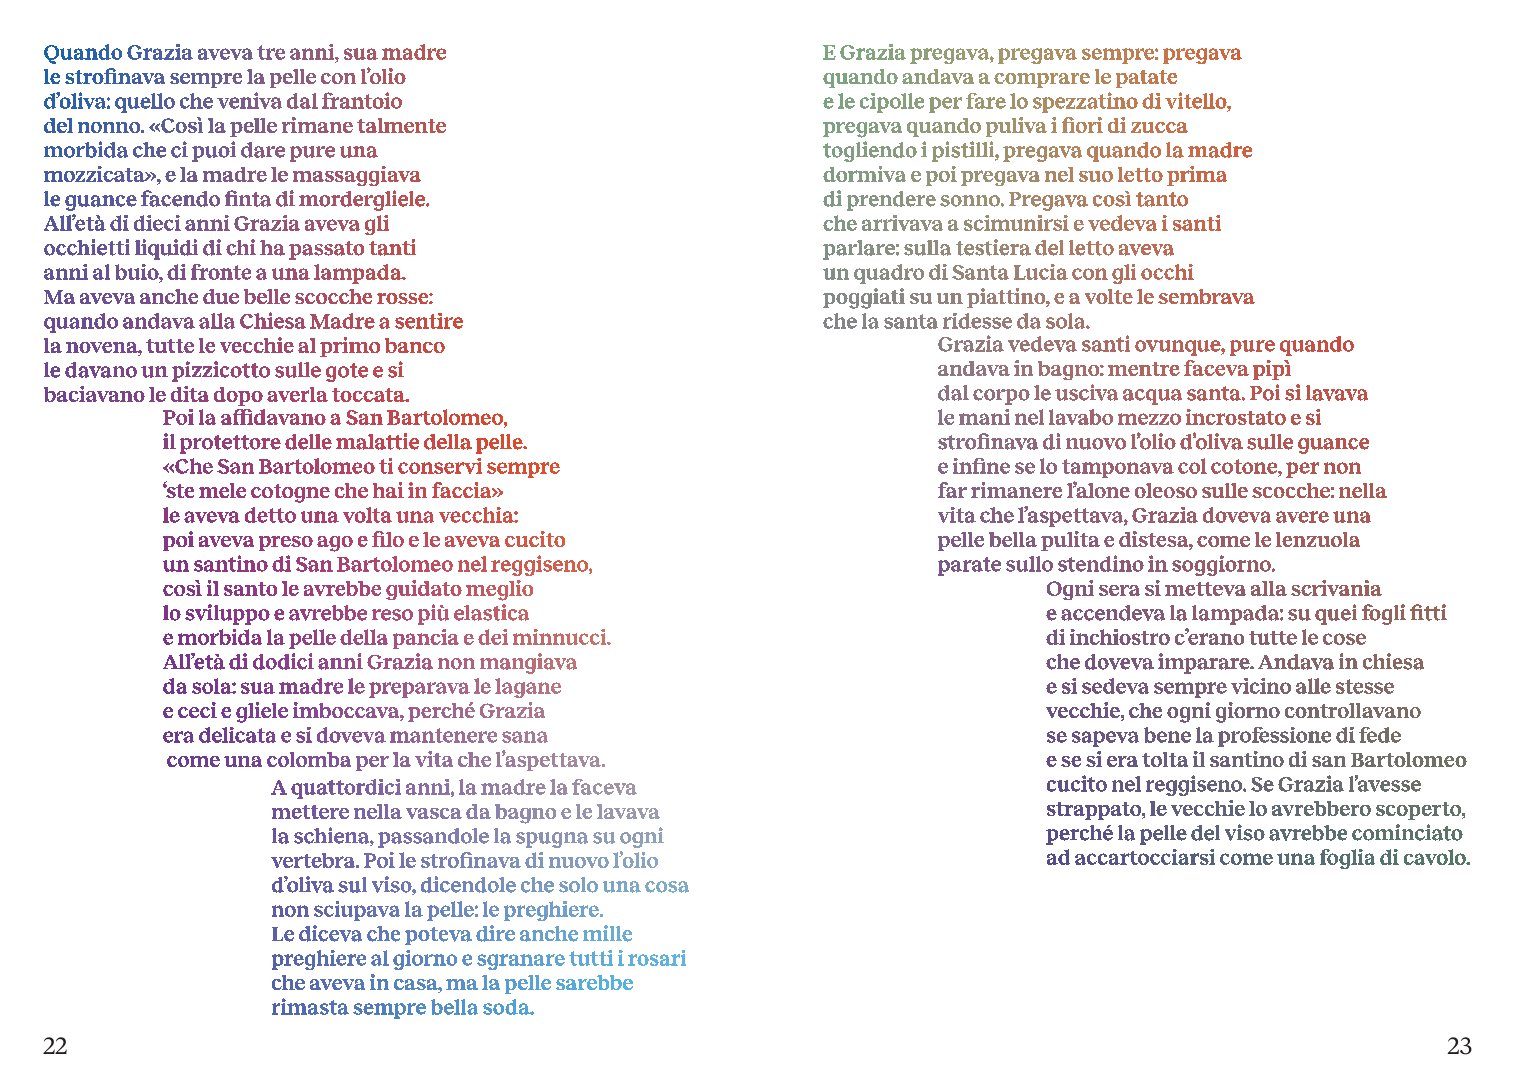 Quando Grazia aveva tre anni, sua madre
le strofinava sempre la pelle con l’olio
d’oliva: quello che veniva dal frantoio
del nonno. «Così la pelle rimane talmente
morbida che ci puoi dare pure una
mozzicata», e la madre le massaggiava
le guance facendo finta di mordergliele.
All’età di dieci anni Grazia aveva gli
occhietti liquidi di chi ha passato tanti
anni al buio, di fronte a una lampada.
Ma aveva anche due belle scocche rosse:
quando andava alla Chiesa Madre a sentire
la novena, tutte le vecchie al primo banco
le davano un pizzicotto sulle gote e si
baciavano le dita dopo averla toccata.
Poi la affidavano a San Bartolomeo,
il protettore delle malattie della pelle.
«Che San Bartolomeo ti conservi sempre
‘ste mele cotogne che hai in faccia»
le aveva detto una volta una vecchia:
poi aveva preso ago e filo e le aveva cucito
un santino di San Bartolomeo nel reggiseno,
così il santo le avrebbe guidato meglio
lo sviluppo e avrebbe reso più elastica
e morbida la pelle della pancia e dei minnucci.
All’età di dodici anni Grazia non mangiava
da sola: sua madre le preparava le lagane
e ceci e gliele imboccava, perché Grazia
era delicata e si doveva mantenere sana
come una colomba per la vita che l’aspettava.
A quattordici anni, la madre la faceva
mettere nella vasca da bagno e le lavava
la schiena, passandole la spugna su ogni
vertebra. Poi le strofinava di nuovo l’olio
d’oliva sul viso, dicendole che solo una cosa
non sciupava la pelle: le preghiere.
Le diceva che poteva dire anche mille
preghiere al giorno e sgranare tutti i rosari
che aveva in casa, ma la pelle sarebbe
rimasta sempre bella soda.
22
E Grazia pregava, pregava sempre: pregava
quando andava a comprare le patate
e le cipolle per fare lo spezzatino di vitello,
pregava quando puliva i fiori di zucca
togliendo i pistilli, pregava quando la madre
dormiva e poi pregava nel suo letto prima
di prendere sonno. Pregava così tanto
che arrivava a scimunirsi e vedeva i santi
parlare: sulla testiera del letto aveva
un quadro di Santa Lucia con gli occhi
poggiati su un piattino, e a volte le sembrava
che la santa ridesse da sola.
Grazia vedeva santi ovunque, pure quando
andava in bagno: mentre faceva pipì
dal corpo le usciva acqua santa. Poi si lavava
le mani nel lavabo mezzo incrostato e si
strofinava di nuovo l’olio d’oliva sulle guance
e infine se lo tamponava col cotone, per non
far rimanere l’alone oleoso sulle scocche: nella
vita che l’aspettava, Grazia doveva avere una
pelle bella pulita e distesa, come le lenzuola
parate sullo stendino in soggiorno.
Ogni sera si metteva alla scrivania
e accendeva la lampada: su quei fogli fitti
di inchiostro c’erano tutte le cose
che doveva imparare. Andava in chiesa
e si sedeva sempre vicino alle stesse
vecchie, che ogni giorno controllavano
se sapeva bene la professione di fede
e se si era tolta il santino di san Bartolomeo
cucito nel reggiseno. Se Grazia l’avesse
strappato, le vecchie lo avrebbero scoperto,
perché la pelle del viso avrebbe cominciato
ad accartocciarsi come una foglia di cavolo.
23